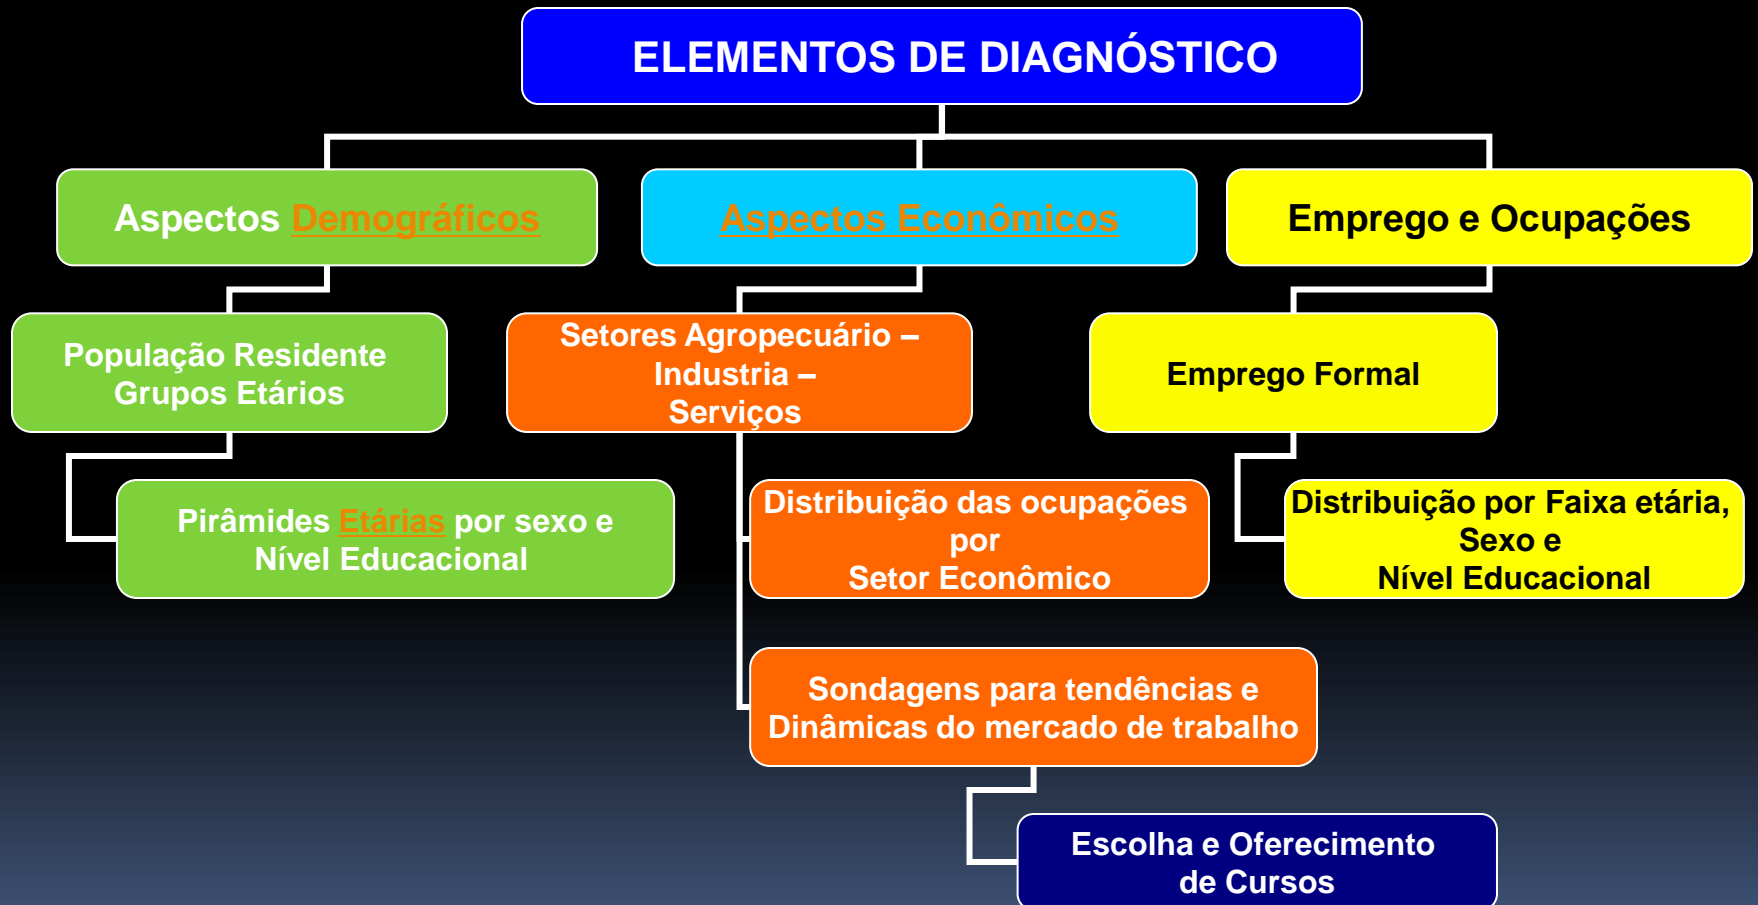 ELEMENTOS DE DIAGNÓSTICO
Aspectos Demográficos
Aspectos Econômicos
Emprego e Ocupações
População Residente
Grupos Etários
Setores Agropecuário –
Industria –
Serviços
Emprego Formal
Pirâmides Etárias por sexo e
Nível Educacional
Distribuição das ocupações
por
Setor Econômico
Distribuição por Faixa etária,
Sexo e
Nível Educacional
Sondagens para tendências e
Dinâmicas do mercado de trabalho
Escolha e Oferecimento
de Cursos